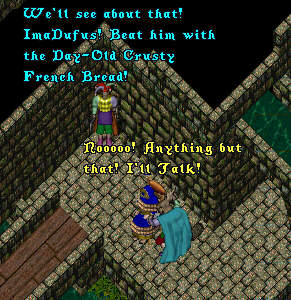 We'll see about that!
ImaDufus! Beat him with
the Day-Old Crusty
French Bread!
Nooooo! Anything but
that! I'll Talk!